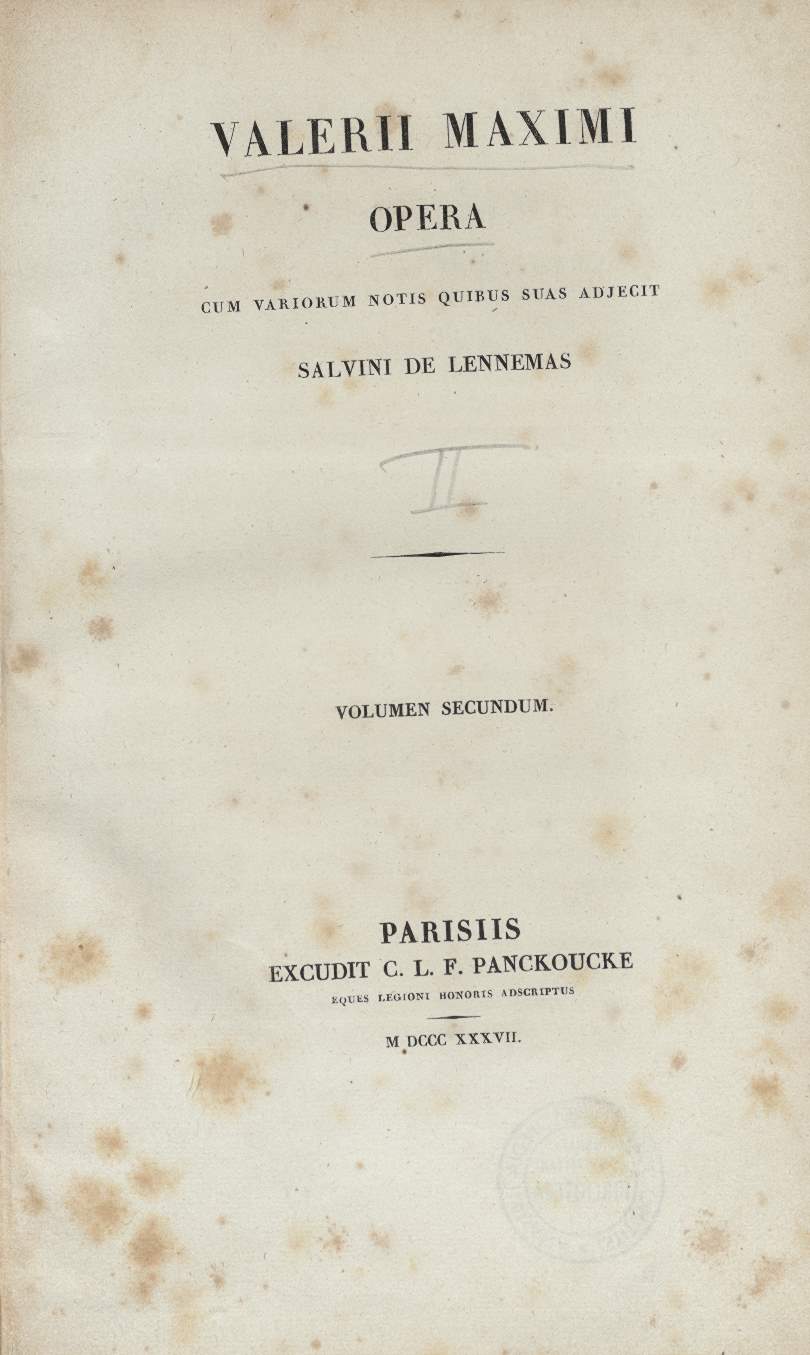 VALERII MAXIMI
OPERA
CUM VARIORUM NOTIS QUIBUS SUAS ADJECIT
SALVINI DE LENNEMAS
II
VOLUMEN SECUNDUM.
PARISIIS
EXCUDIT C. L. F. PANCKOUCKE
EQUES LEGIONI HONORIS ADSCRIPTUS
M DCCC XXXVII.